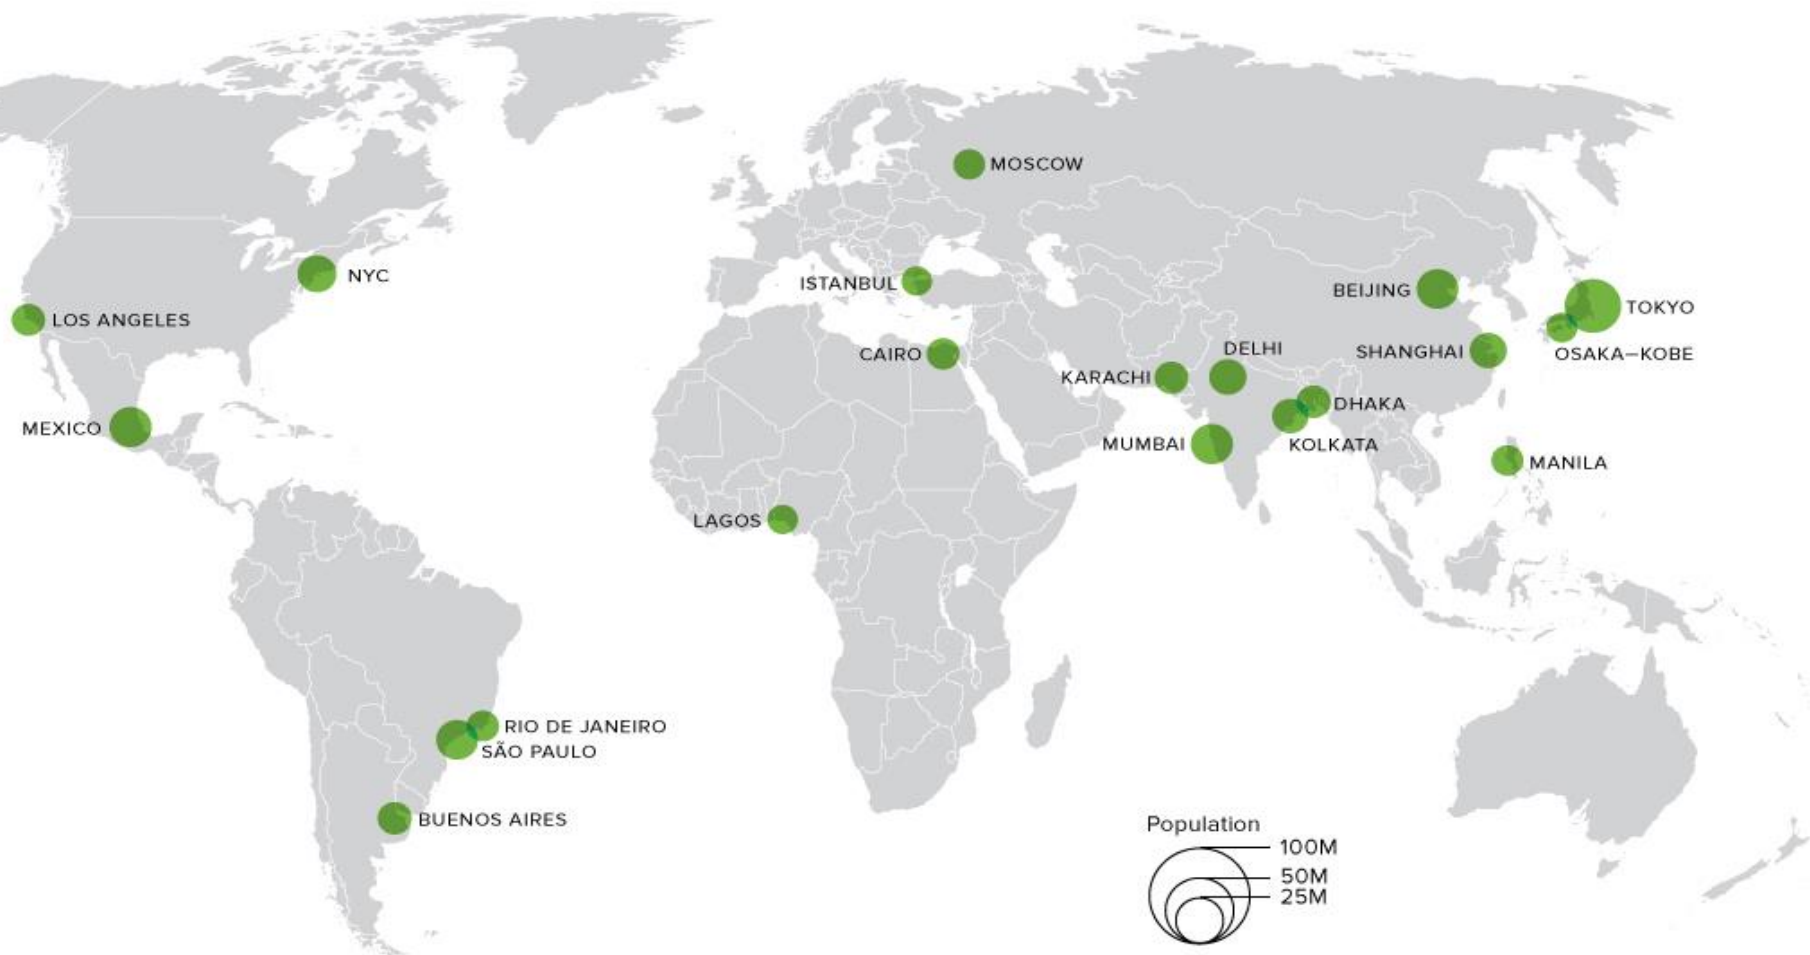 MOSCOW
NYC
ISTANBUL
BEIJING
TOKYO
LOS ANGELES
DELHI
SHANGHAI
OSAKA–KOBE
CAIRO
KARACHI
DHAKA
MEXICO
MUMBAI
KOLKATA
MANILA
LAGOS
RIO DE JANEIRO
SÃO PAULO
BUENOS AIRES
Population
100M
50M
25M